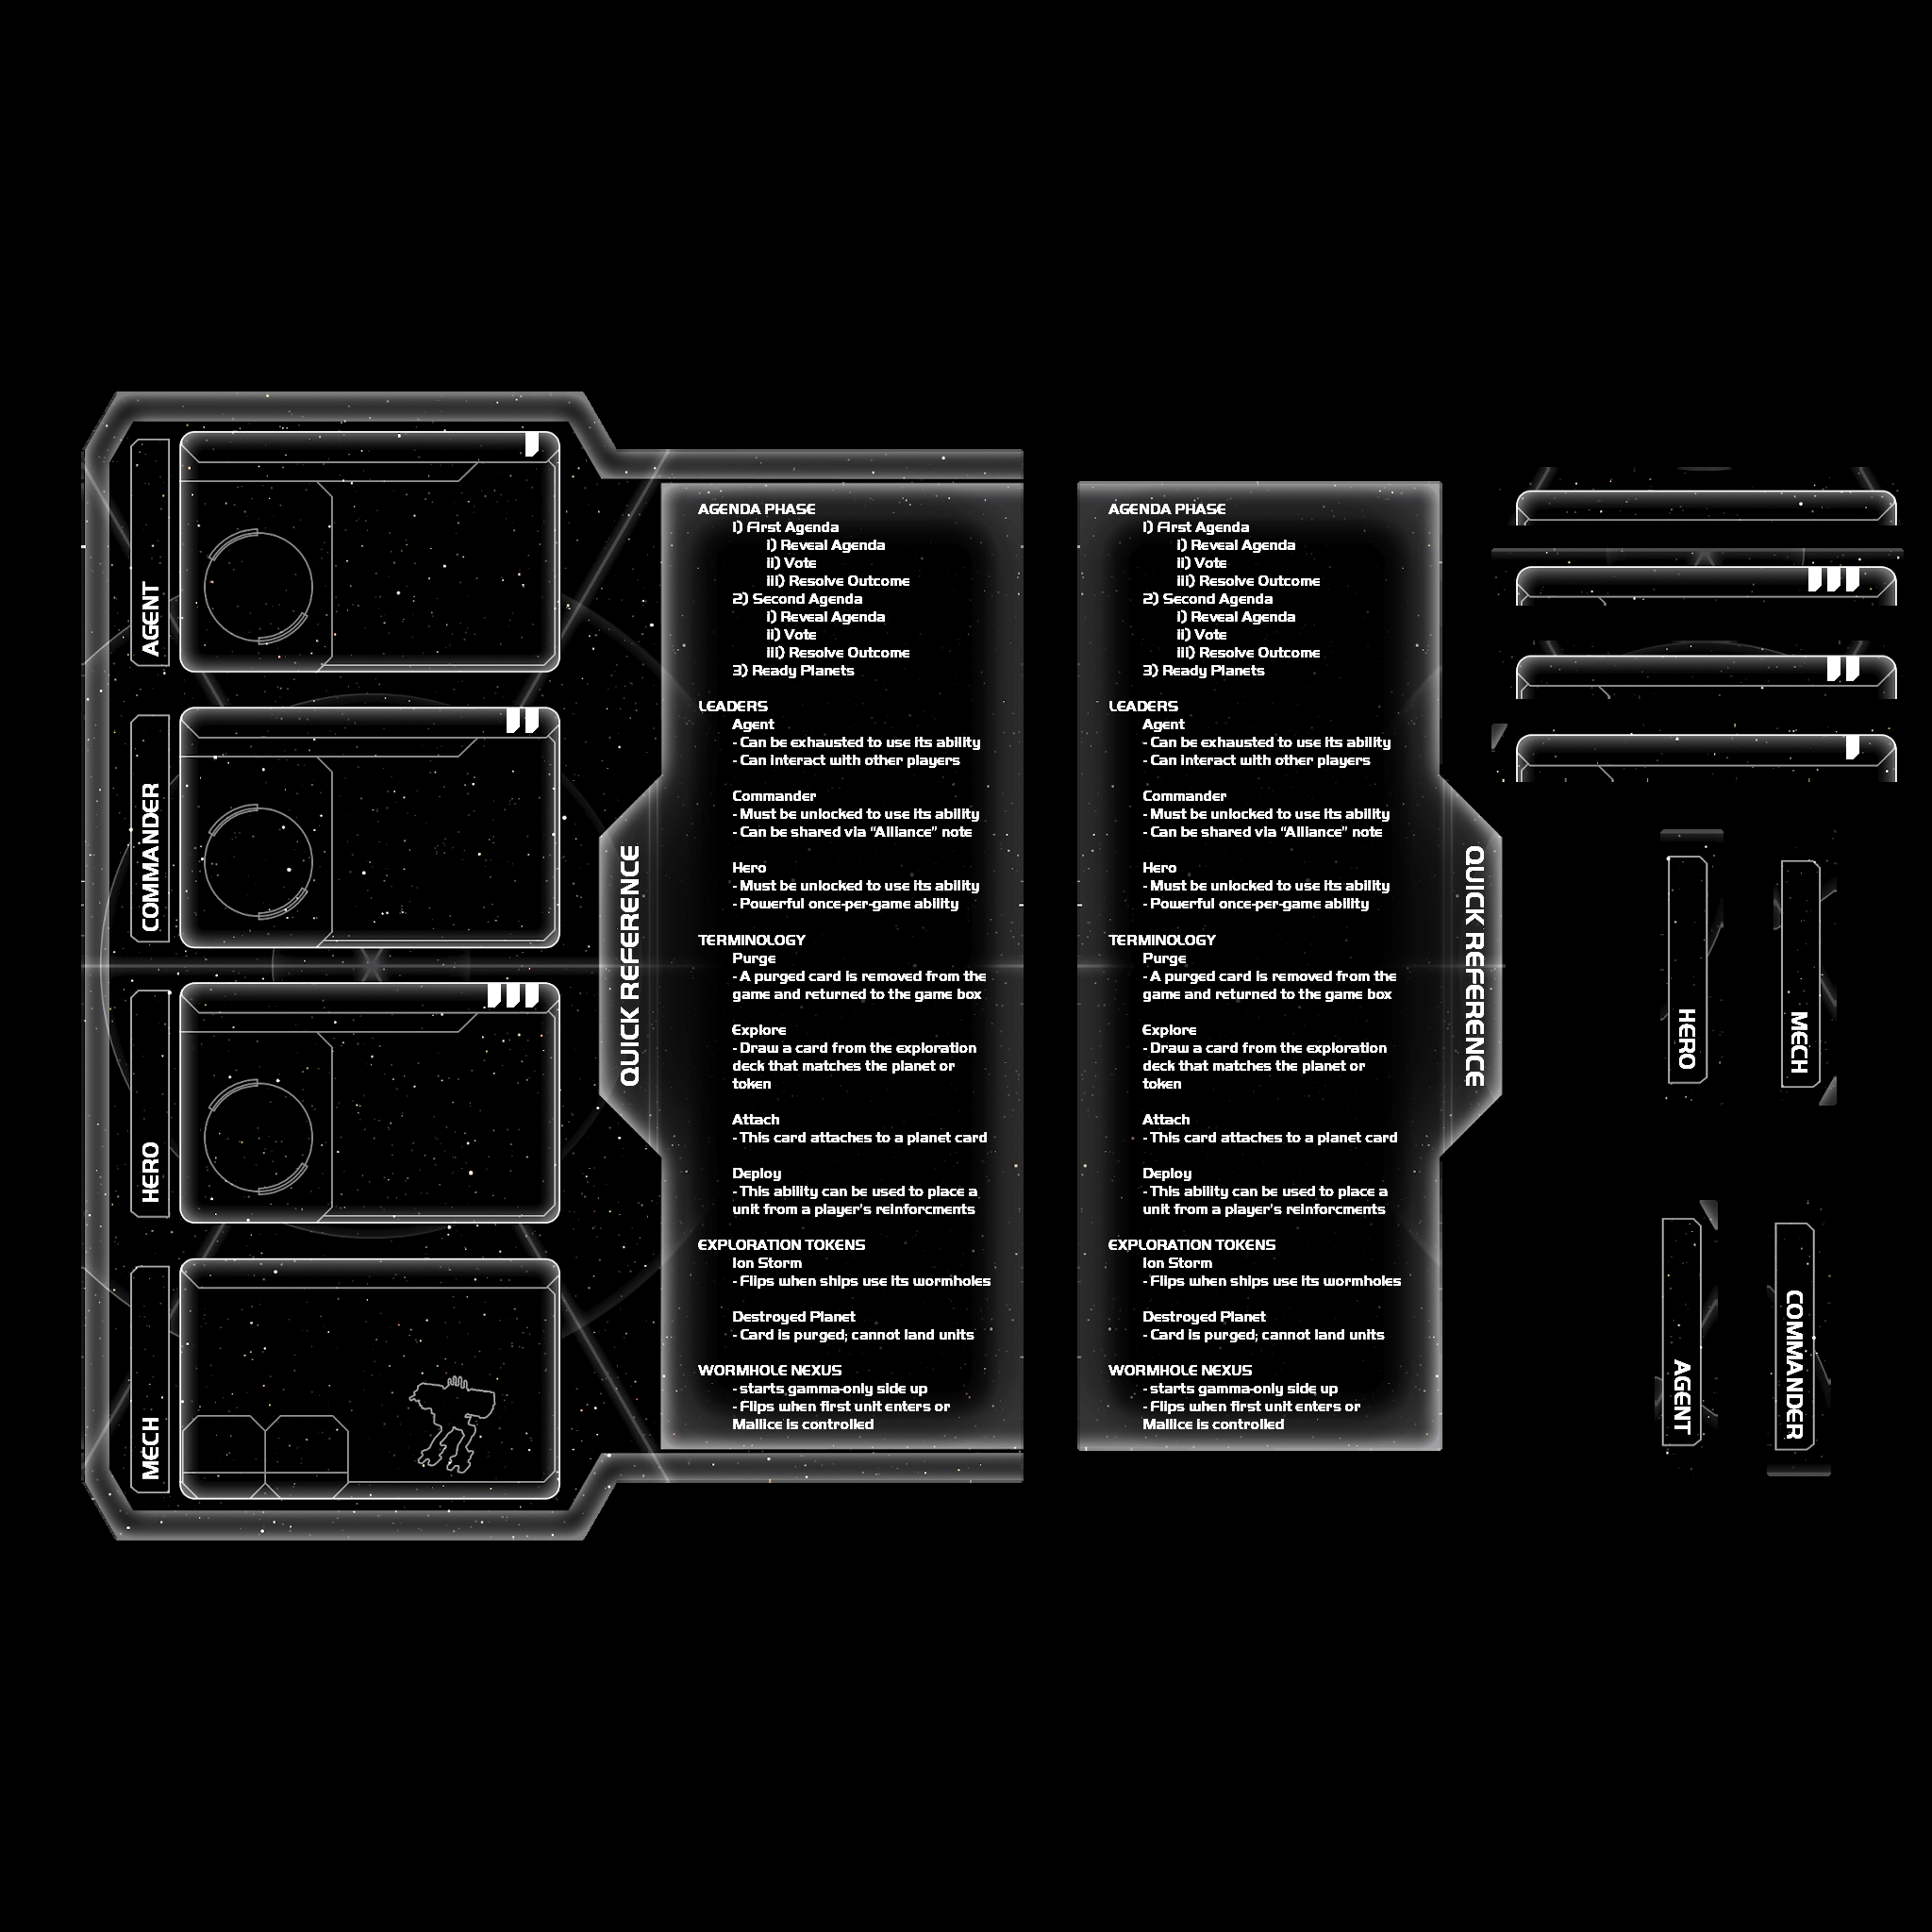 AGENT
COMMANDER
HERO
MECH
QUICK REFERENCE
AGENDA PHASE
1) First Agenda
i) Reveal Agenda
ii) Vote
iii) Resolve Outcome
2) Second Agenda
i) Reveal Agenda
ii) Vote
iii) Resolve Outcome
3) Ready Planets
LEADERS
Agent
- Can be exhausted to use its ability
- Can interact with other players
Commander
- Must be unlocked to use its ability
- Can be shared via “Alliance” note
Hero
- Must be unlocked to use its ability
- Powerful once-per-game ability
TERMINOLOGY
Purge
- A purged card is removed from the
game and returned to the game box
Explore
- Draw a card from the exploration
deck that matches the planet or
token
Attach
- This card attaches to a planet card
Deploy
- This ability can be used to place a
unit from a player's reinforcments
EXPLORATION TOKENS
Ion Storm
- Flips when ships use its wormholes
Destroyed Planet
- Card is purged; cannot land units
WORMHOLE NEXUS
- starts gamma-only side up
- Flips when first unit enters or
Mallice is controlled
AGENDA PHASE
1) First Agenda
i) Reveal Agenda
ii) Vote
iii) Resolve Outcome
2) Second Agenda
i) Reveal Agenda
ii) Vote
iii) Resolve Outcome
3) Ready Planets
LEADERS
Agent
- Can be exhausted to use its ability
- Can interact with other players
Commander
- Must be unlocked to use its ability
- Can be shared via “Alliance” note
Hero
- Must be unlocked to use its ability
- Powerful once-per-game ability
TERMINOLOGY
Purge
- A purged card is removed from the
game and returned to the game box
Explore
- Draw a card from the exploration
deck that matches the planet or
token
Attach
- This card attaches to a planet card
Deploy
- This ability can be used to place a
unit from a player's reinforcments
EXPLORATION TOKENS
Ion Storm
- Flips when ships use its wormholes
Destroyed Planet
- Card is purged; cannot land units
WORMHOLE NEXUS
- starts gamma-only side up
- Flips when first unit enters or
Mallice is controlled
QUICK REFERENCE
HERO
MECH
AGENT
COMMANDER